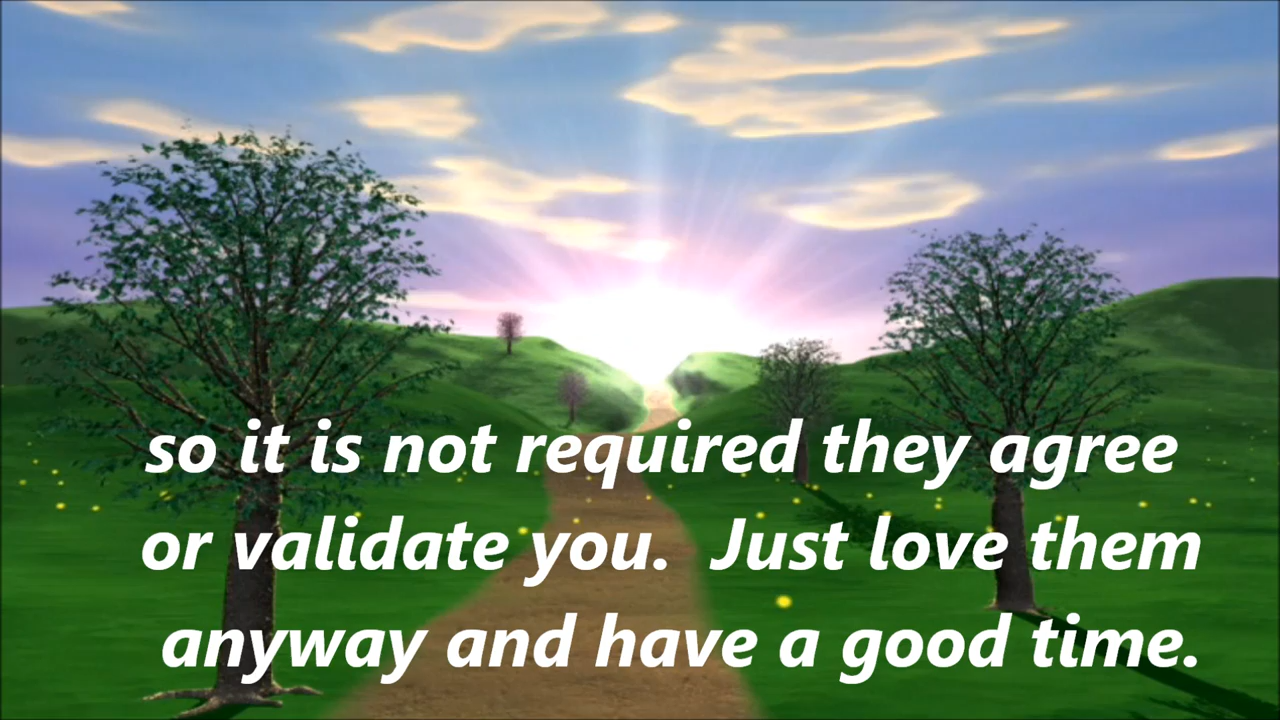 so it is not required they agree
or validate you.  Just love them
anyway and have a good time.